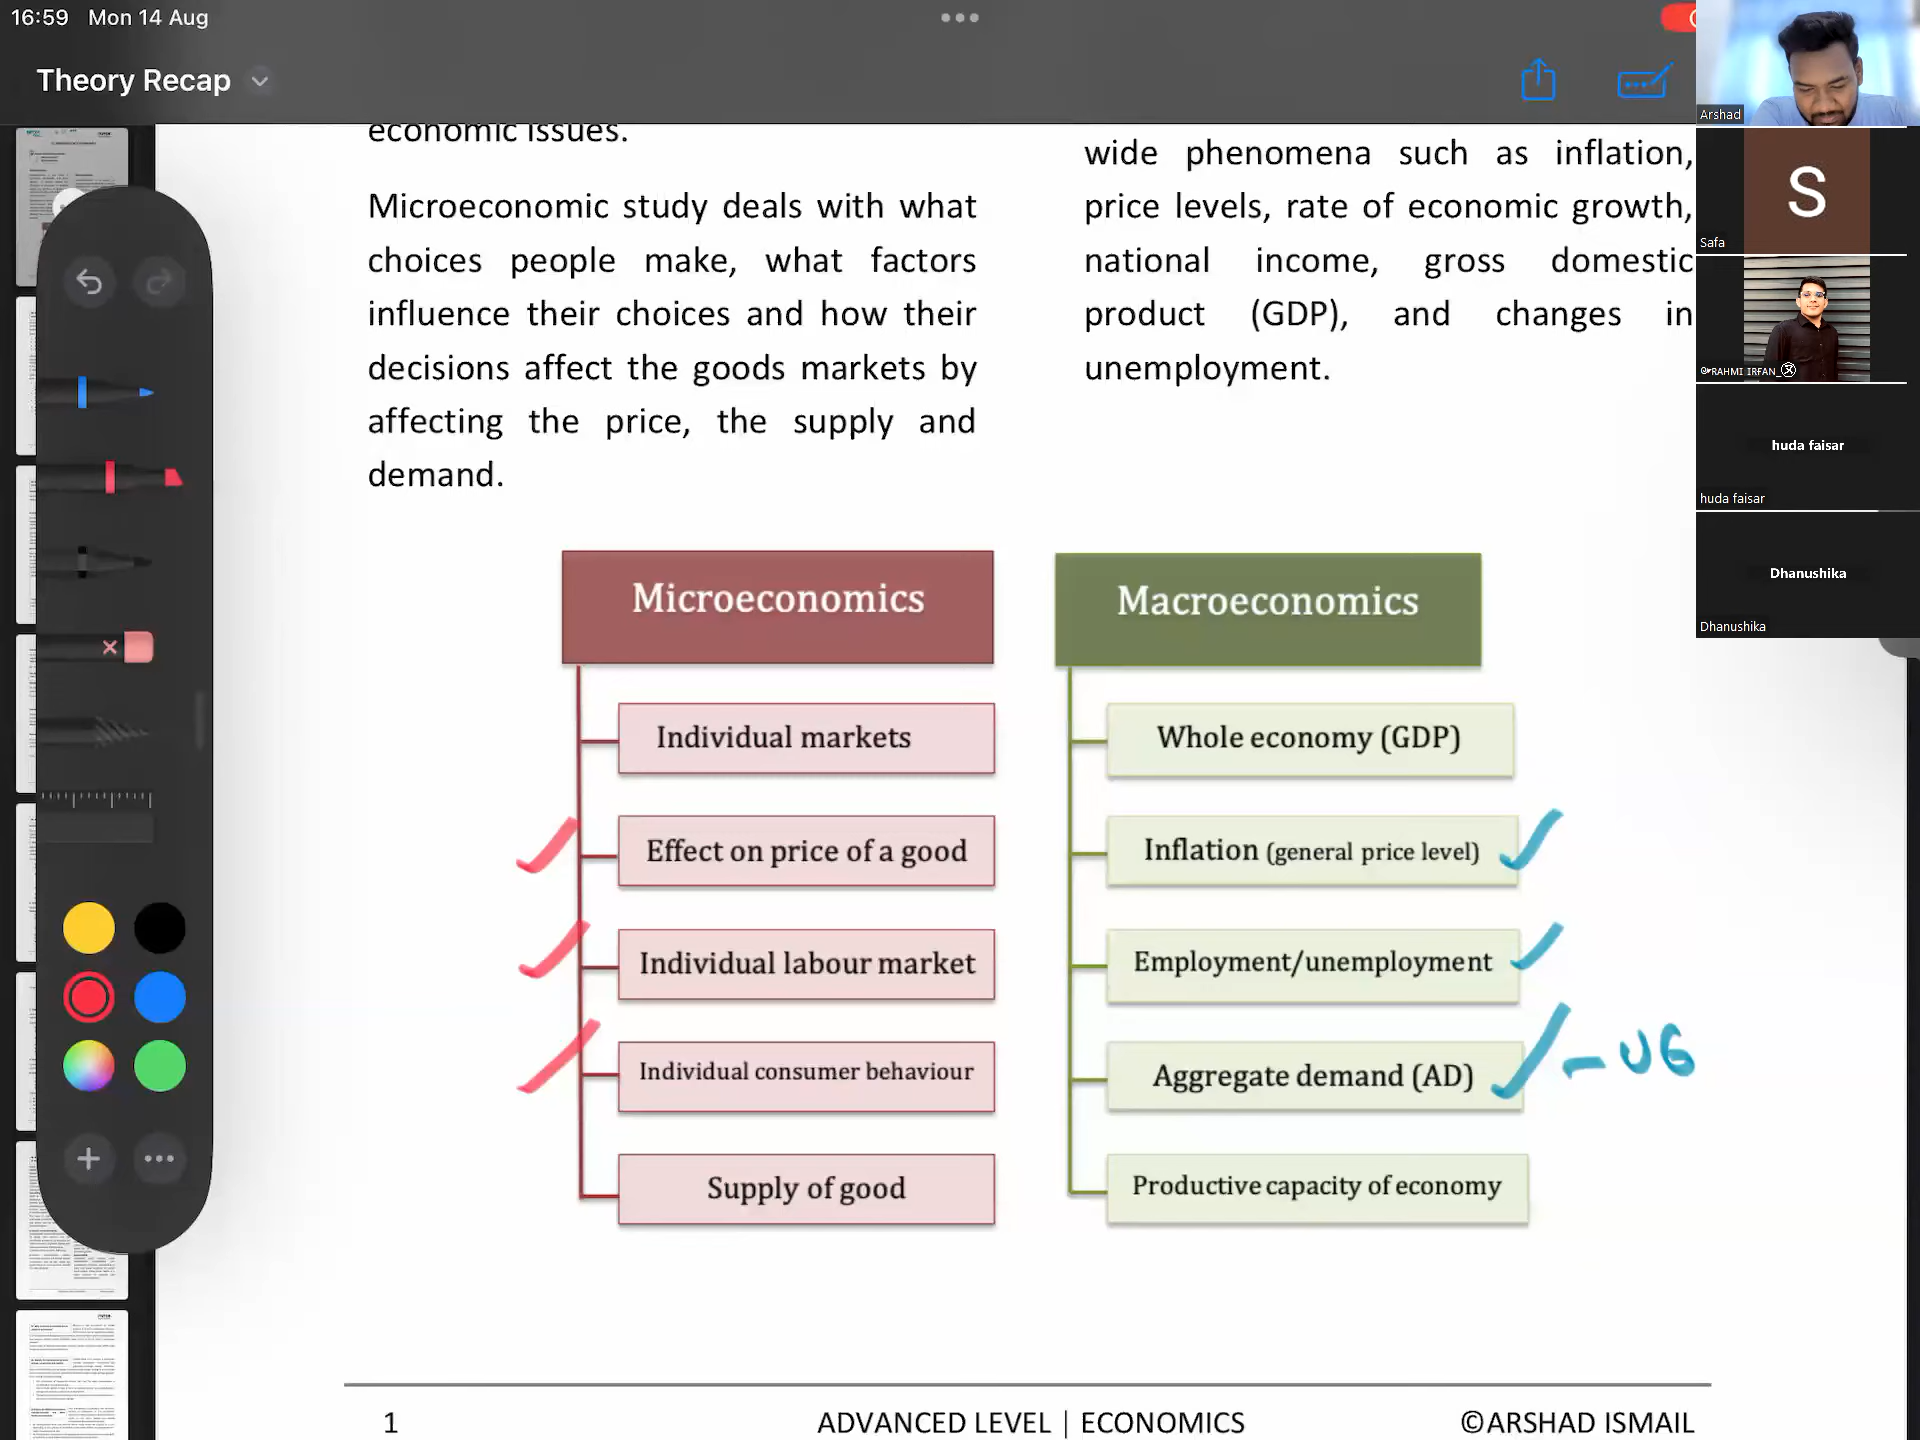 16:59 Mon 14 Aug
Theory Recap
economic issues.
Microeconomic study deals with what
choices people make, what factors
influence their choices and how their
decisions affect the goods markets by
affecting the price, the supply and
demand.
wide phenomena such as inflation,
price levels, rate of economic growth,
national income, gross domestic
product (GDP), and changes in
unemployment.
Microeconomics
Individual markets
Effect on price of a good
Individual labour market
Individual consumer behaviour
Supply of good
Macroeconomics
Whole economy (GDP)
Inflation (general price level)
Employment/unemployment
Aggregate demand (AD)
- U6
Productive capacity of economy
1
ADVANCED LEVEL | ECONOMICS
©ARSHAD ISMAIL
Arshad
S
Safa
RAHMI IRFAN_
huda faisar
huda faisar
Dhanushika
Dhanushika